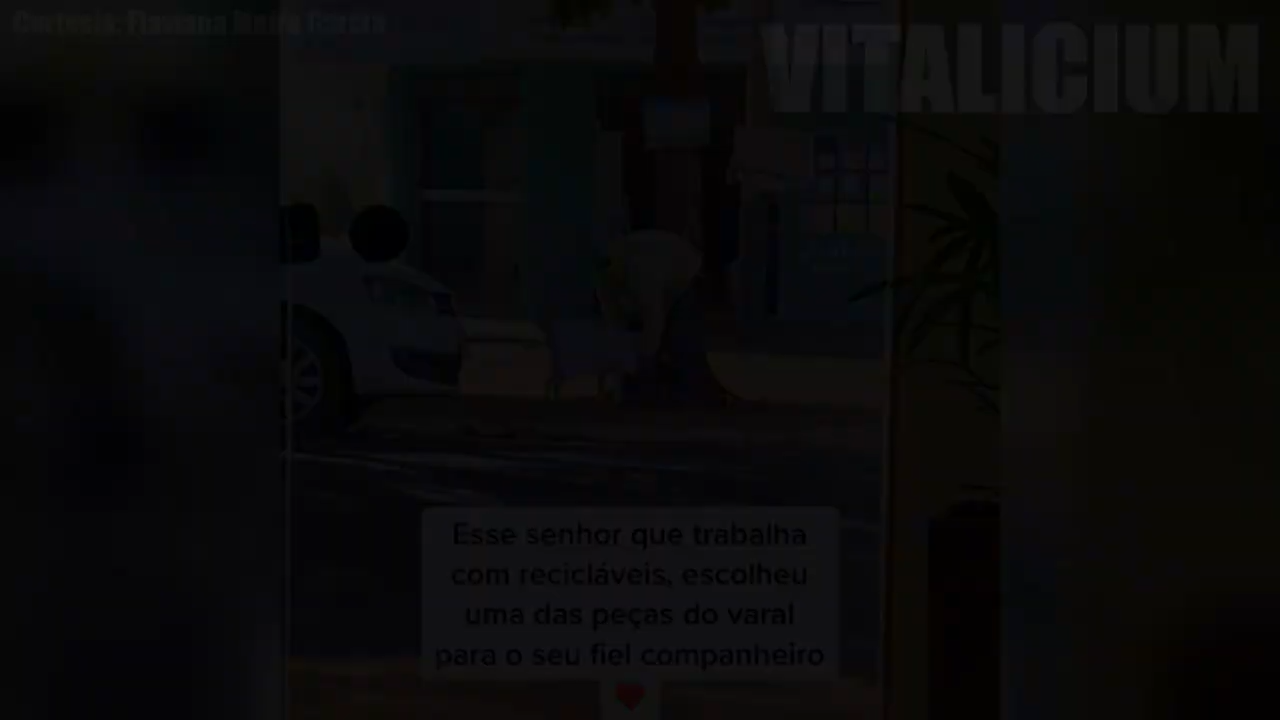 VITALICIUM
Esse senhor que trabalha
com recicláveis, escolheu
uma das peças do varal
para o seu fiel companheiro